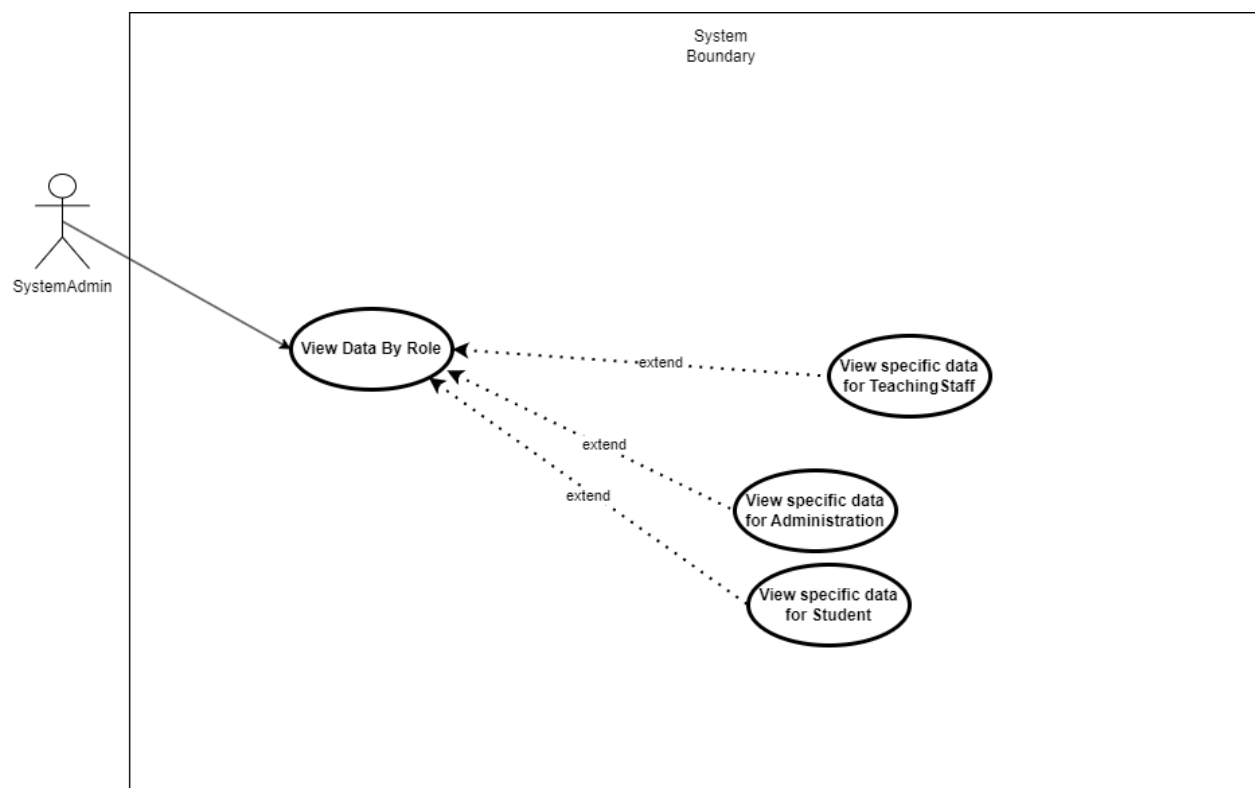 System
Boundary
SystemAdmin
View Data By Role
extend
View specific data
for TeachingStaff
extend
View specific data
for Administration
extend
View specific data
for Student